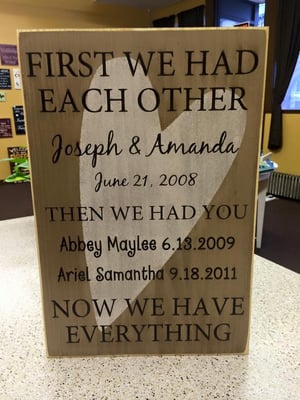 FIRST WE HAD
EACH OTHER
Joseph & Amanda
June 21, 2008
THEN WE HAD YOU
Abbey Maylee 6.13.2009
Ariel Samantha 9.18.2011
NOW WE HAVE
EVERYTHING